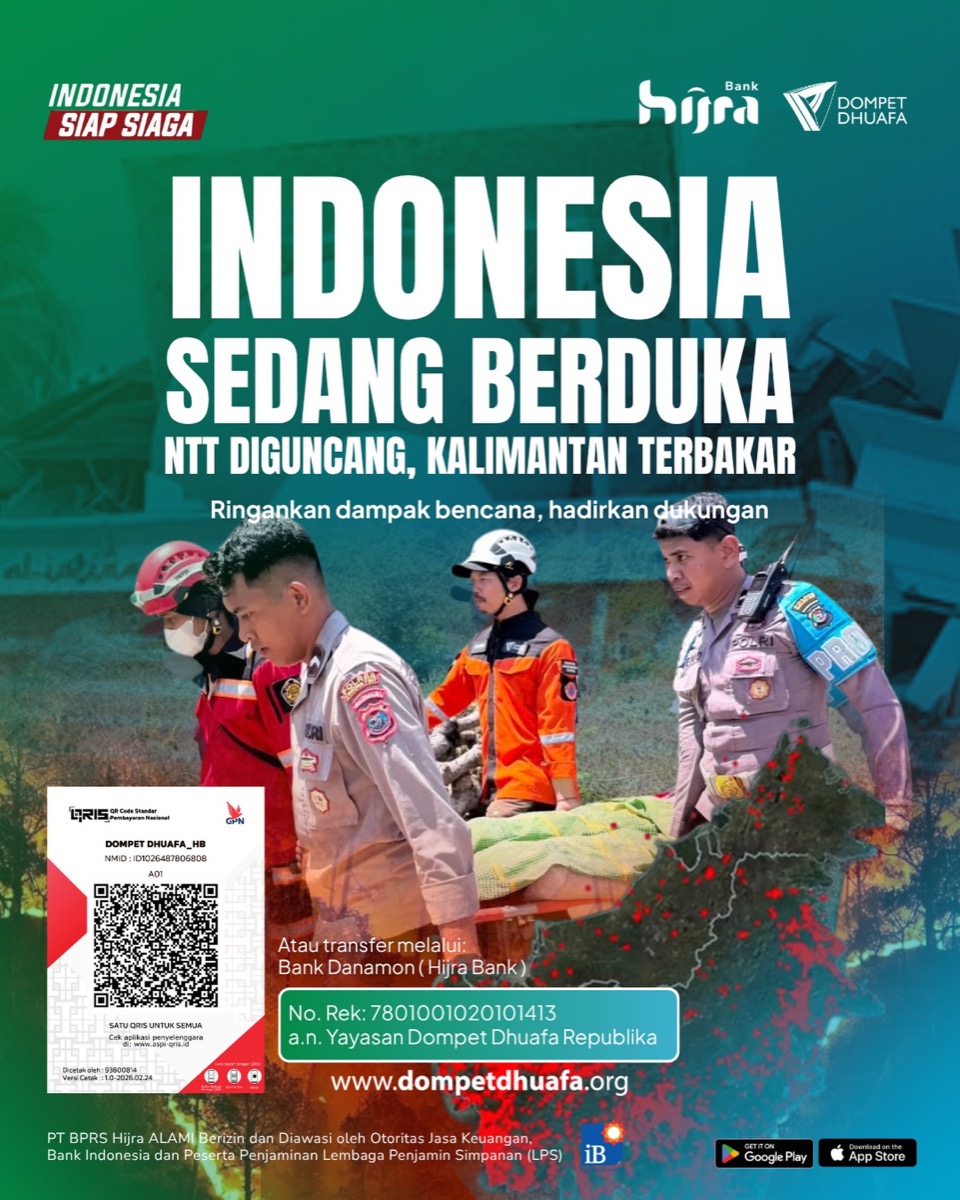 INDONESIA
SIAP SIAGA
hijra Bank
DOMPET
DHUAFA
INDONESIA
SEDANG BERDUKA
NTT DIGUNCANG, KALIMANTAN TERBAKAR
Ringankan dampak bencana, hadirkan dukungan
POLRI
QRIS QR Code Standar
Pembayaran Nasional
GPN
DOMPET DHUAFA_HB
NMID : ID1026487806808
A01
SATU QRIS UNTUK SEMUA
Cek aplikasi penyelenggara
di: www.aspi-qris.id
Dicetak oleh : 93600814
Versi Cetak : 1.0-2026.02.24
Atau transfer melalui:
Bank Danamon ( Hijra Bank )
No. Rek: 7801001020101413
a.n. Yayasan Dompet Dhuafa Republika
www.dompetdhuafa.org
PT BPRS Hijra ALAMI Berizin dan Diawasi oleh Otoritas Jasa Keuangan,
Bank Indonesia dan Peserta Penjaminan Lembaga Penjamin Simpanan (LPS)
iB
GET IT ON
Google Play
Download on the
App Store